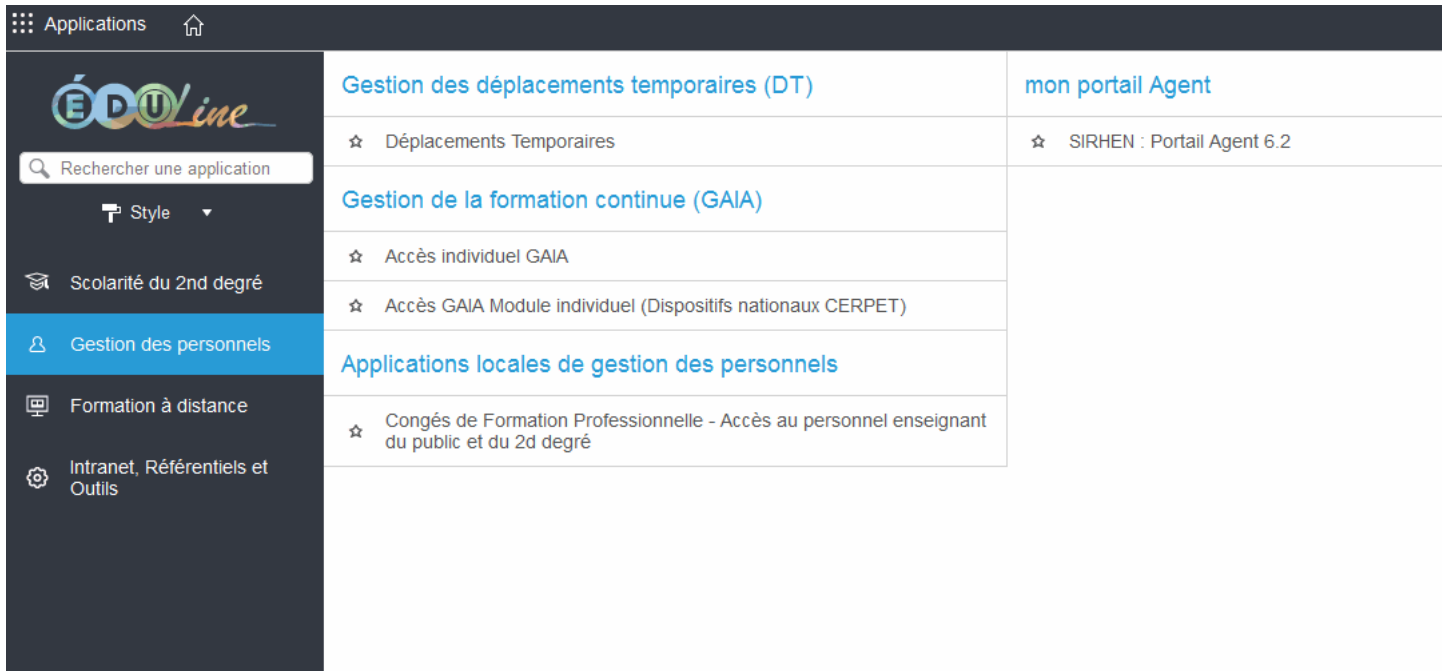 Applications
ÉDULine
Rechercher une application
Style
Scolarité du 2nd degré
Gestion des personnels
Formation à distance
Intranet, Référentiels et
Outils
Gestion des déplacements temporaires (DT)
Déplacements Temporaires
Gestion de la formation continue (GAIA)
Accès individuel GAIA
Accès GAIA Module individuel (Dispositifs nationaux CERPET)
Applications locales de gestion des personnels
Congés de Formation Professionnelle - Accès au personnel enseignant
du public et du 2d degré
mon portail Agent
SIRHEN : Portail Agent 6.2